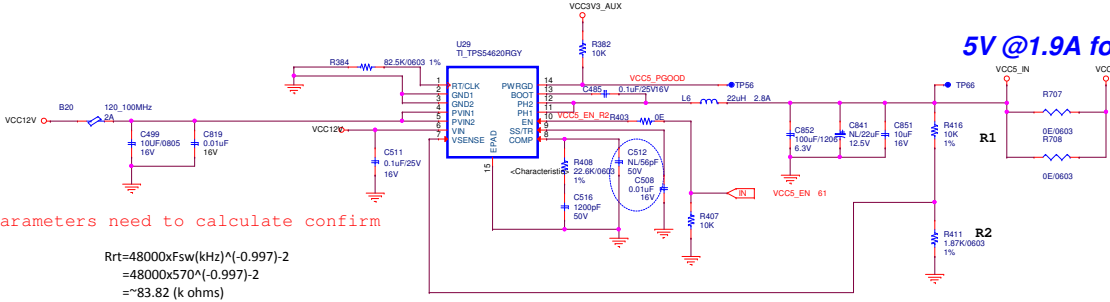 VCC3V3_AUX
5V @1.9A fo
U29
TI_TPS54620RGY
R382
10K
VCC5_IN
VCC
R384
82.5K/0603 1%
VCC5_PGOOD
TP56
TP66
1
RT/CLK
PWRGD
14
2
GND1
BOOT
13
C485
0.1uF/25V16V
3
GND2
PH2
12
4
PVIN1
PH1
11
5
PVIN2
EN
10
6
VIN
SS/TR
9
7
VSENSE
COMP
8
EPAD
15
L6
22uH 2.8A
R707
0E/0603
R708
0E/0603
B20
120_100MHz
2A
VCC12V
VCC12V
VCC5_EN_R2
R403
0E
C499
10UF/0805
16V
C819
0.01uF
16V
C511
0.1uF/25V
16V
C852
100uF/1206
6.3V
C841
NL/22uF
12.5V
C851
10uF
16V
R416
10K
1%
R1
R408
22.6K/0603
1%
<Characteristic
C512
NL/56pF
50V
C508
0.01uF
16V
C516
1200pF
50V
IN
VCC5_EN 61
R407
10K
R411
1.87K/0603
1%
R2
arameters need to calculate confirm
Rrt=48000xFsw(kHz)^(-0.997)-2
=48000x570^(-0.997)-2
=~83.82 (k ohms)